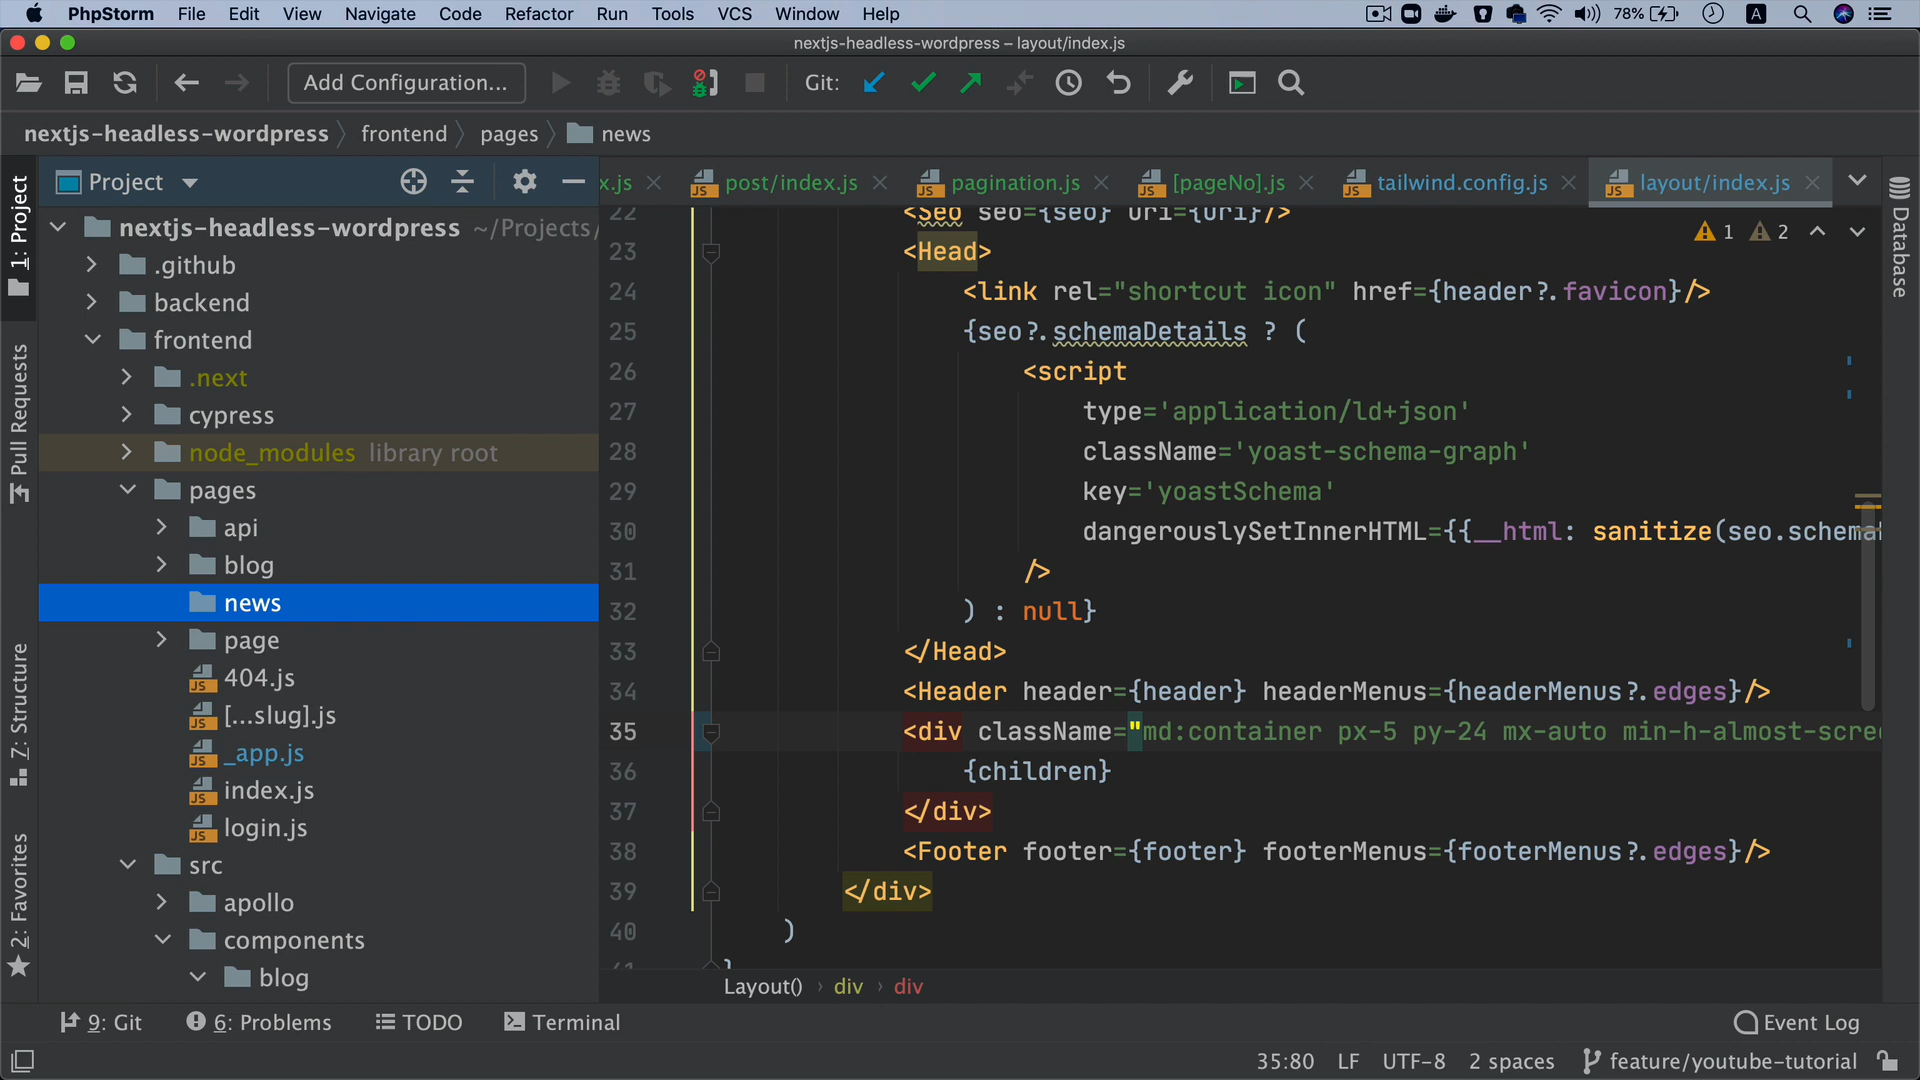 PhpStorm File Edit View Navigate Code Refactor Run Tools VCS Window Help 78% A
nextjs-headless-wordpress – layout/index.js
Add Configuration... Git:
nextjs-headless-wordpress frontend pages news
Project
x.js post/index.js pagination.js [pageNo].js tailwind.config.js layout/index.js
nextjs-headless-wordpress ~/Projects/
.github
backend
frontend
.next
cypress
node_modules library root
pages
api
blog
news
page
404.js
[...slug].js
_app.js
index.js
login.js
src
apollo
components
blog
1: Project
Pull Requests
Z: Structure
2: Favorites
1 2
22 <Seo seo={seo} uri={uri}/>
23 <Head>
24 <link rel="shortcut icon" href={header?.favicon}/>
25 {seo?.schemaDetails ? (
26 <script
27 type='application/ld+json'
28 className='yoast-schema-graph'
29 key='yoastSchema'
30 dangerouslySetInnerHTML={{__html: sanitize(seo.schema
31 />
32 ) : null}
33 </Head>
34 <Header header={header} headerMenus={headerMenus?.edges}/>
35 <div className="md:container px-5 py-24 mx-auto min-h-almost-scre
36 {children}
37 </div>
38 <Footer footer={footer} footerMenus={footerMenus?.edges}/>
39 </div>
40 )
41 }
Database
Layout() › div › div
9: Git 6: Problems TODO Terminal Event Log
35:80 LF UTF-8 2 spaces feature/youtube-tutorial